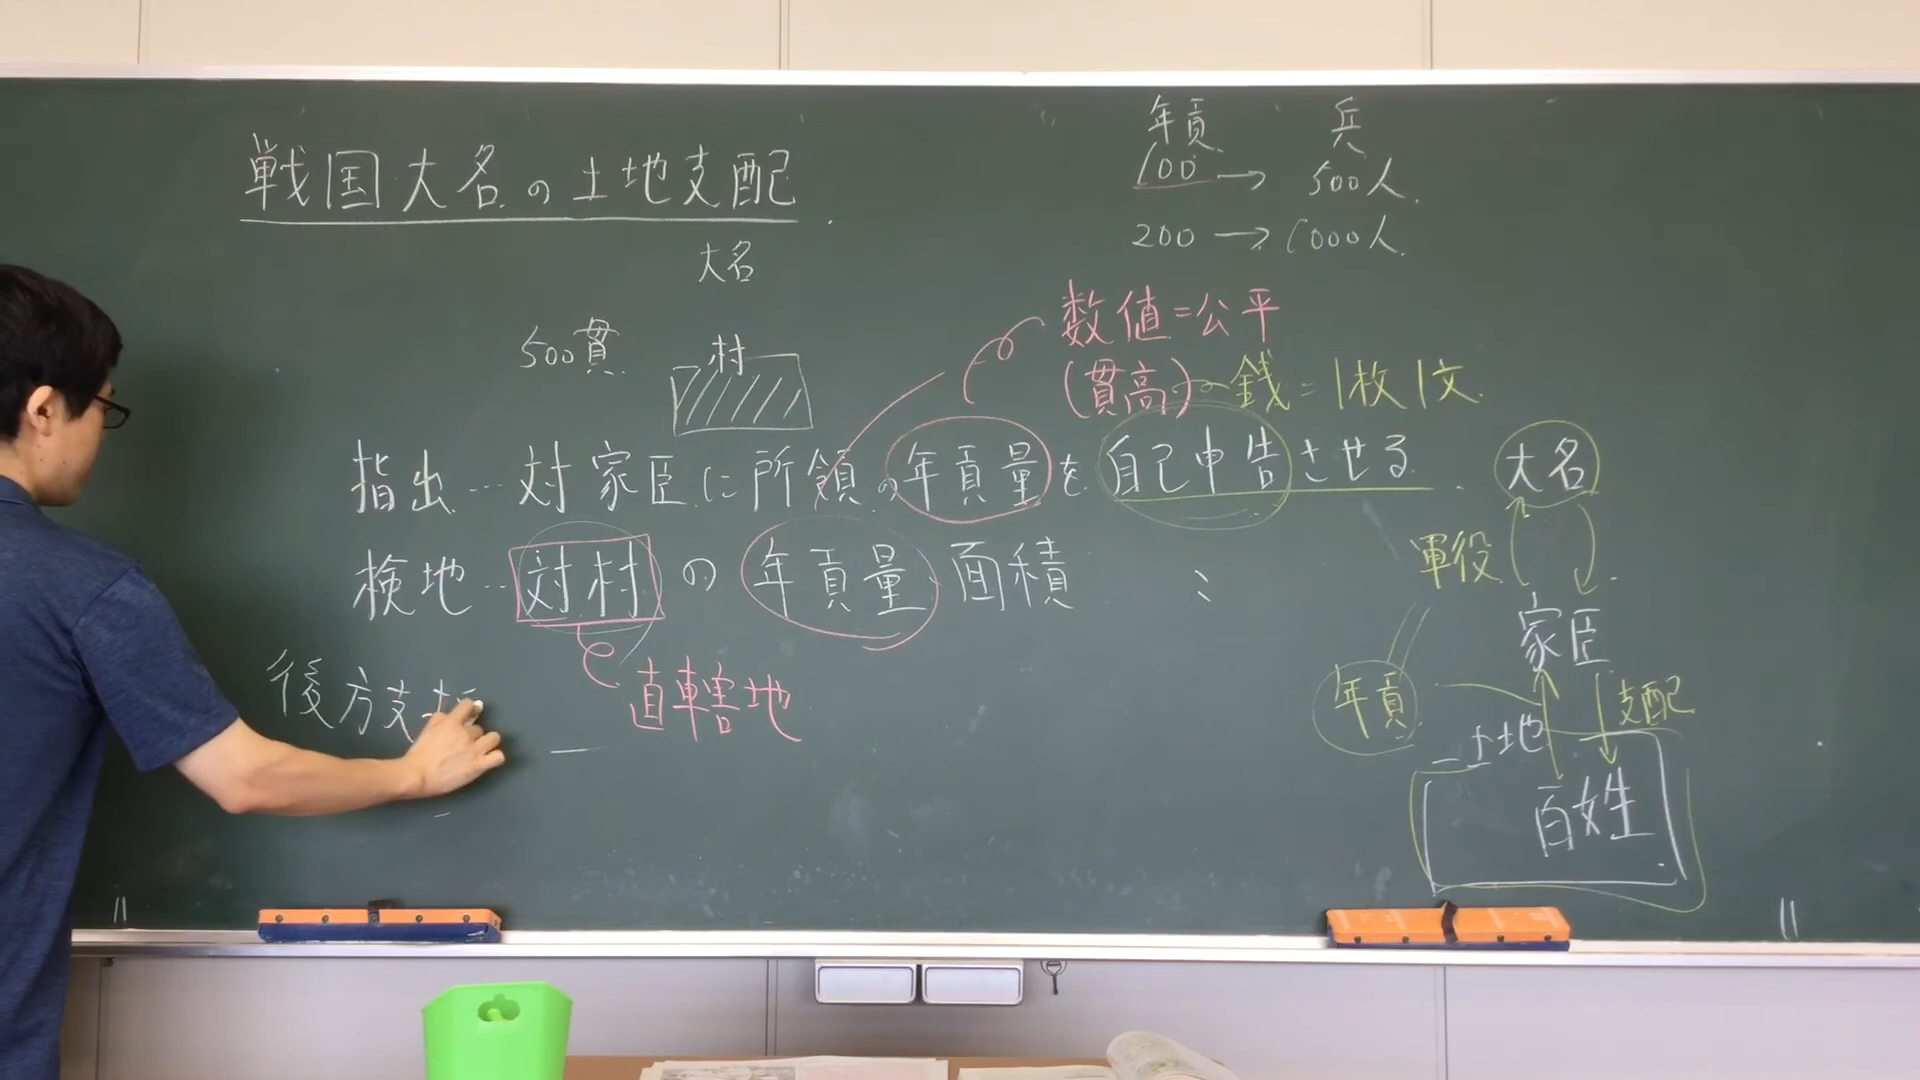 戦国大名の土地支配
年貢 兵
100 → 500人.
200 → 1000人.
大名
500貫
村
数値=公平
(貫高) 銭=1枚1文.
指出…対家臣に所領の年貢量を自己申告させる.
検地…対村の年貢量、面積 〃
直轄地
後方支
大名
軍役
家臣
年貢
支配
土地
百姓